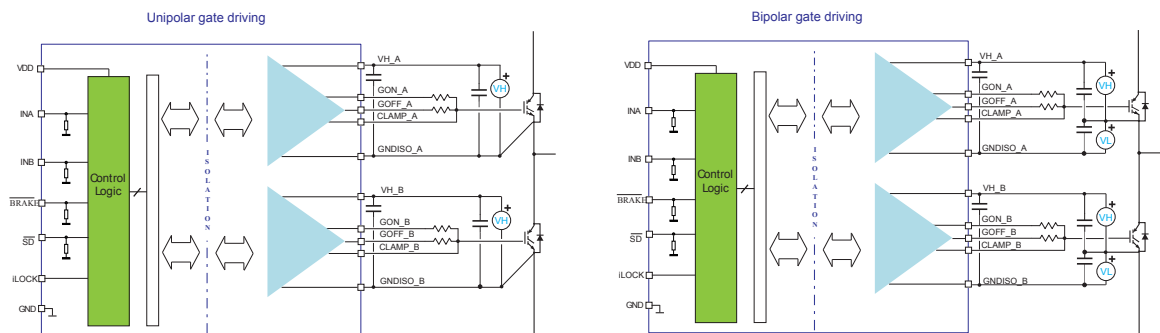 Unipolar gate driving
VDD
INA
INB
BRAKE
SD
iLOCK
GND
Control
Logic
ISOLATION
VH_A
GON_A
GOFF_A
CLAMP_A
GNDISO_A
VH
+
VH_B
GON_B
GOFF_B
CLAMP_B
GNDISO_B
VH
+
Bipolar gate driving
VDD
INA
INB
BRAKE
SD
iLOCK
GND
Control
Logic
ISOLATION
VH_A
GON_A
GOFF_A
CLAMP_A
GNDISO_A
+
VH
+
VL
VH_B
GON_B
GOFF_B
CLAMP_B
GNDISO_B
+
VH
+
VL